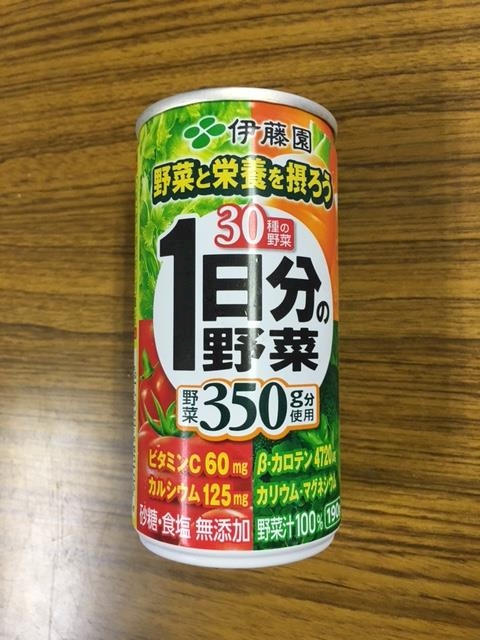 伊藤園
野菜と栄養を摂ろう
30種の野菜
1日分の野菜
野菜350g分使用
ビタミンC 60mg β-カロテン 4720
カルシウム 125mg カリウム・マグネシウム
砂糖・食塩 無添加 野菜汁100% 190g